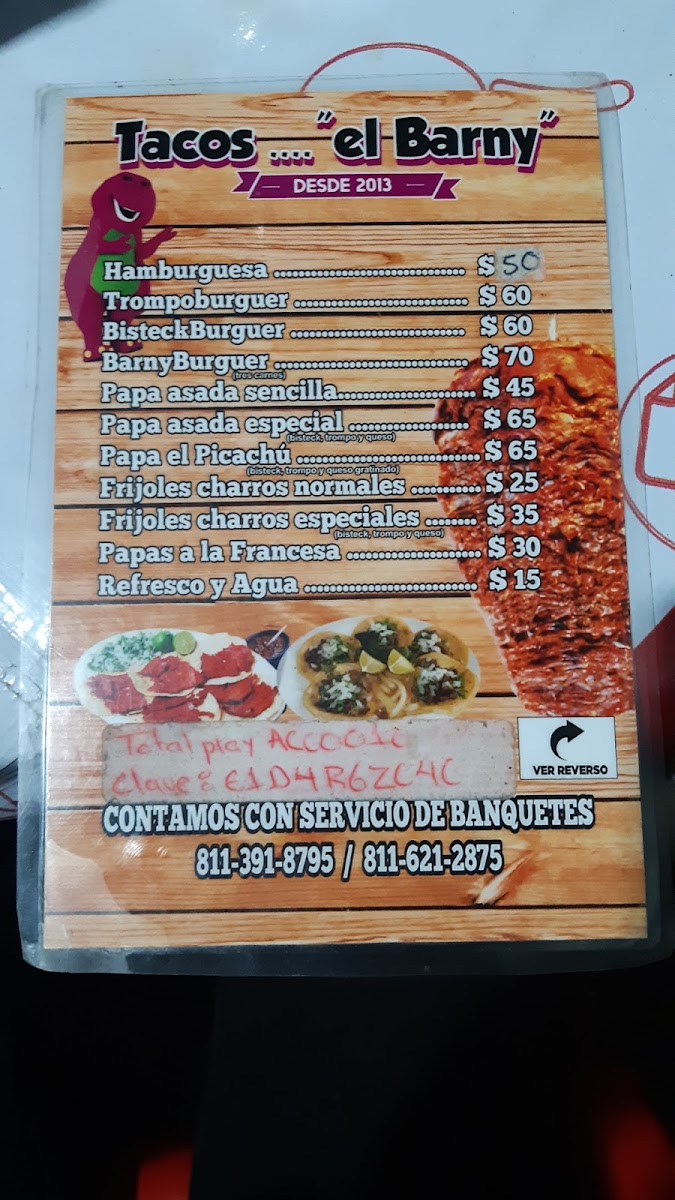 Tacos .... "el Barny"
DESDE 2013
Hamburguesa ................................. $ 50
Trompoburguer .............................. $ 60
BisteckBurguer .............................. $ 60
BarnyBurguer ................................. $ 70
(tres carnes)
Papa asada sencilla....................... $ 45
Papa asada especial .................... $ 65
(bisteck, trompo y queso)
Papa el Picachú ............................... $ 65
(bisteck, trompo y queso gratinado)
Frijoles charros normales ........... $ 25
Frijoles charros especiales ........ $ 35
(bisteck, trompo y queso)
Papas a la Francesa ...................... $ 30
Refresco y Agua ............................. $ 15
Total play ACCOO1C
Clave: E1D4R6ZC4C
VER REVERSO
CONTAMOS CON SERVICIO DE BANQUETES
811-391-8795 / 811-621-2875